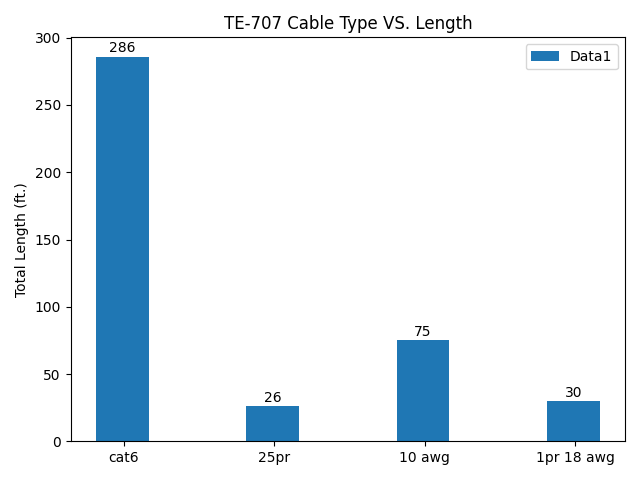 TE-707 Cable Type VS. Length
Data1
Total Length (ft.)
300
250
200
150
100
50
0
286
26
75
30
cat6
25pr
10 awg
1pr 18 awg